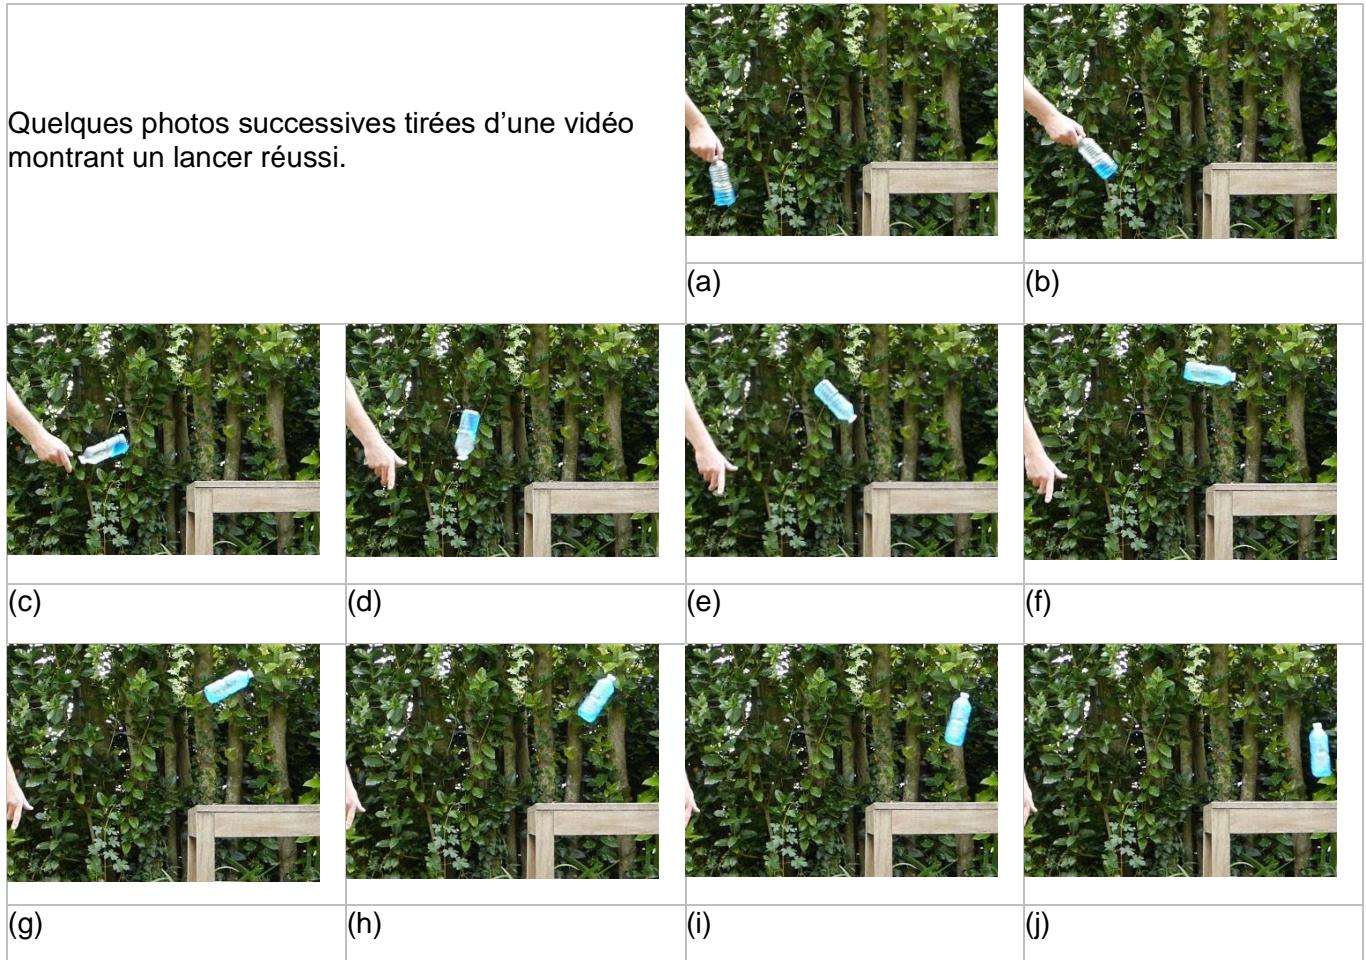 Quelques photos successives tirées d’une vidéo
montrant un lancer réussi.
(a)
(b)
(c)
(d)
(e)
(f)
(g)
(h)
(i)
(j)